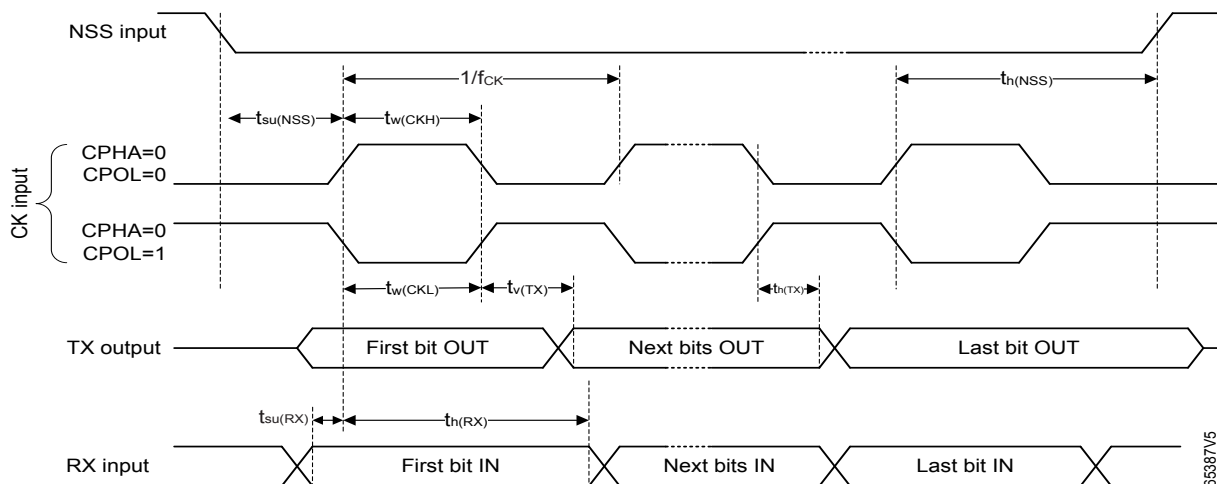 NSS input
1/fCK
th(NSS)
tsu(NSS)
tw(CKH)
CK input
CPHA=0
CPOL=0
CPHA=0
CPOL=1
tw(CKL)
tv(TX)
th(TX)
TX output
First bit OUT
Next bits OUT
Last bit OUT
tsu(RX)
th(RX)
RX input
First bit IN
Next bits IN
Last bit IN